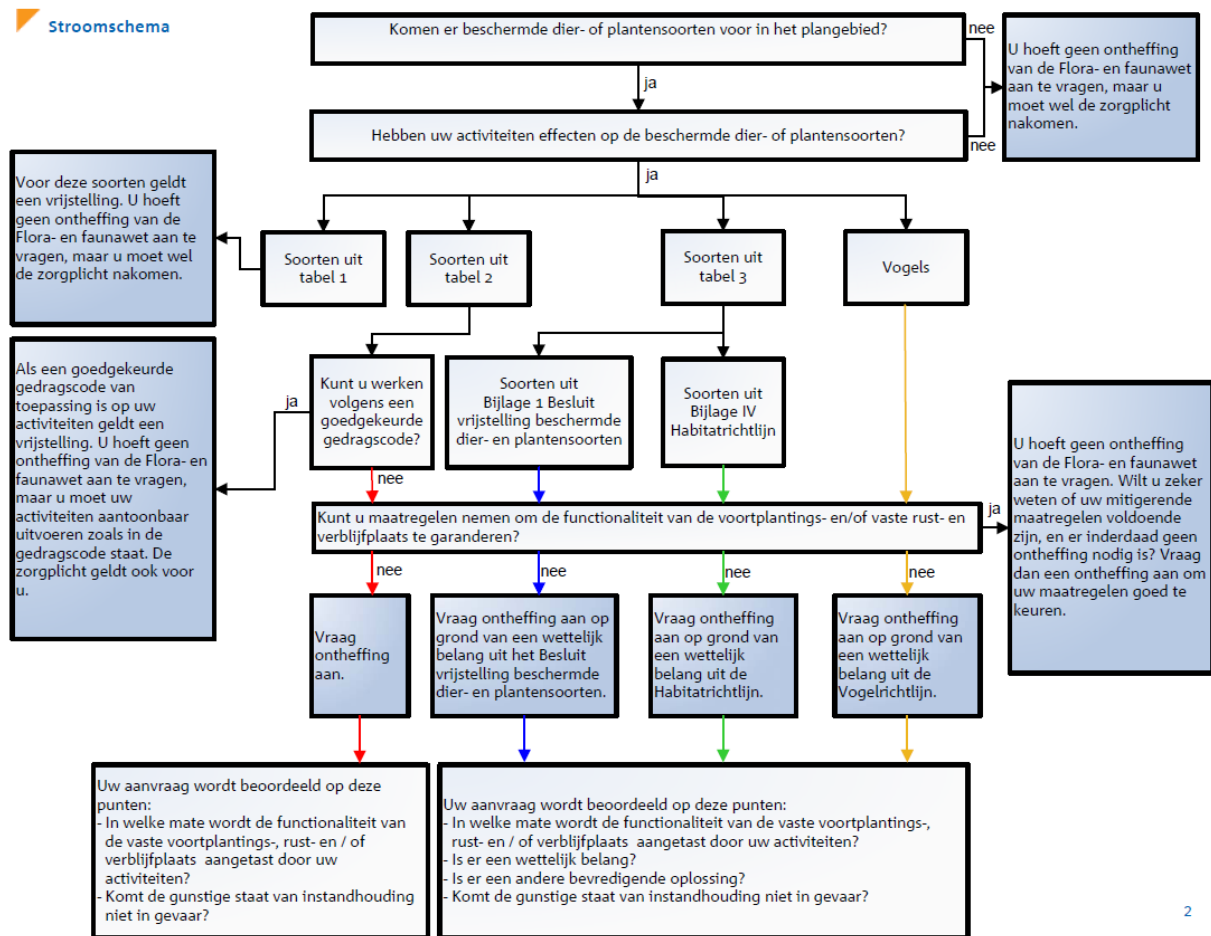 Stroomschema
Komen er beschermde dier- of plantensoorten voor in het plangebied?
nee
U hoeft geen ontheffing
van de Flora- en faunawet
aan te vragen, maar u
moet wel de zorgplicht
nakomen.
ja
Hebben uw activiteiten effecten op de beschermde dier- of plantensoorten?
nee
ja
Voor deze soorten geldt
een vrijstelling. U hoeft
geen ontheffing van de
Flora- en faunawet aan te
vragen, maar u moet wel
de zorgplicht nakomen.
Soorten uit
tabel 1
Soorten uit
tabel 2
Soorten uit
tabel 3
Vogels
Als een goedgekeurde
gedragscode van
toepassing is op uw
activiteiten geldt een
vrijstelling. U hoeft geen
ontheffing van de Flora- en
faunawet aan te vragen,
maar u moet uw
activiteiten aantoonbaar
uitvoeren zoals in de
gedragscode staat. De
zorgplicht geldt ook voor
u.
ja
Kunt u werken
volgens een
goedgekeurde
gedragscode?
Soorten uit
Bijlage 1 Besluit
vrijstelling beschermde
dier- en plantensoorten
Soorten uit
Bijlage IV
Habitatrichtlijn
nee
Kunt u maatregelen nemen om de functionaliteit van de voortplantings- en/of vaste rust- en
verblijfplaats te garanderen?
ja
U hoeft geen ontheffing
van de Flora- en faunawet
aan te vragen. Wilt u zeker
weten of uw mitigerende
maatregelen voldoende
zijn, en er inderdaad geen
ontheffing nodig is? Vraag
dan een ontheffing aan om
uw maatregelen goed te
keuren.
nee
nee
nee
nee
Vraag
ontheffing
aan.
Vraag ontheffing aan op
grond van een wettelijk
belang uit het Besluit
vrijstelling beschermde
dier- en plantensoorten.
Vraag ontheffing
aan op grond van
een wettelijk
belang uit de
Habitatrichtlijn.
Vraag ontheffing
aan op grond van
een wettelijk
belang uit de
Vogelrichtlijn.
Uw aanvraag wordt beoordeeld op deze
punten:
- In welke mate wordt de functionaliteit van
de vaste voortplantings-, rust- en / of
verblijfplaats aangetast door uw
activiteiten?
- Komt de gunstige staat van instandhouding
niet in gevaar?
Uw aanvraag wordt beoordeeld op deze punten:
- In welke mate wordt de functionaliteit van de vaste voortplantings-,
rust- en / of verblijfplaats aangetast door uw activiteiten?
- Is er een wettelijk belang?
- Is er een andere bevredigende oplossing?
- Komt de gunstige staat van instandhouding niet in gevaar?
2